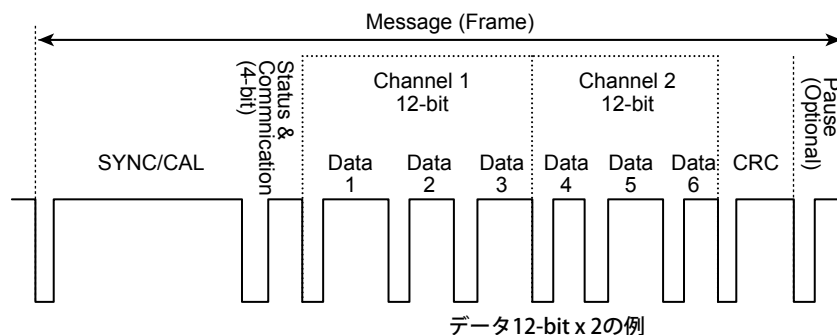 Message (Frame)
Status &
Commnication
(4-bit)
Channel 1
12-bit
Channel 2
12-bit
Pause
(Optional)
SYNC/CAL
Data
1
Data
2
Data
3
Data
4
Data
5
Data
6
CRC
データ12-bit x 2の例